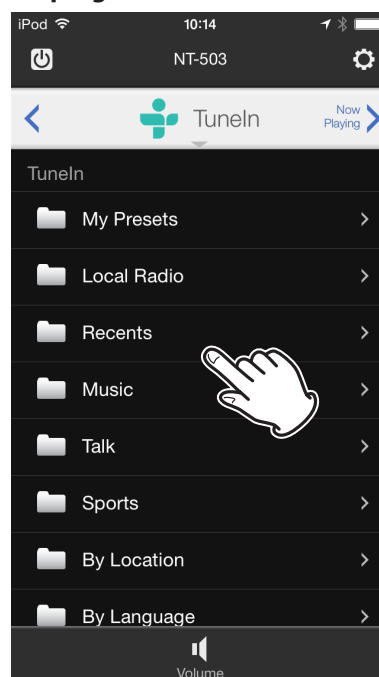 iPod 10:14
NT-503
TuneIn
Now
Playing
TuneIn
My Presets
Local Radio
Recents
Music
Talk
Sports
By Location
By Language
Volume